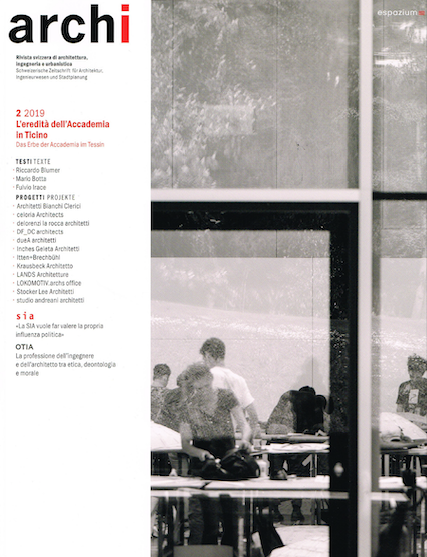 archi
espazium
Rivista svizzera di architettura,
ingegneria e urbanistica
Schweizerische Zeitschrift für Architektur,
Ingenieurwesen und Stadtplanung
2 2019
L'eredità dell'Accademia
in Ticino
Das Erbe der Accademia im Tessin
TESTI TEXTE
Riccardo Blumer
Mario Botta
Fulvio Irace
PROGETTI PROJEKTE
Architetti Bianchi Clerici
celoria Architects
delorenzi la rocca architetti
DF_DC architects
dueA architetti
Inches Geleta Architetti
Itten+Brechbühl
Krausbeck Architetto
LANDS Architetture
LOKOMOTIV.archs office
Stocker Lee Architetti
studio andreani architetti
sia
«La SIA vuole far valere la propria
influenza politica»
OTIA
La professione dell'ingegnere
e dell'architetto tra etica, deontologia
e morale